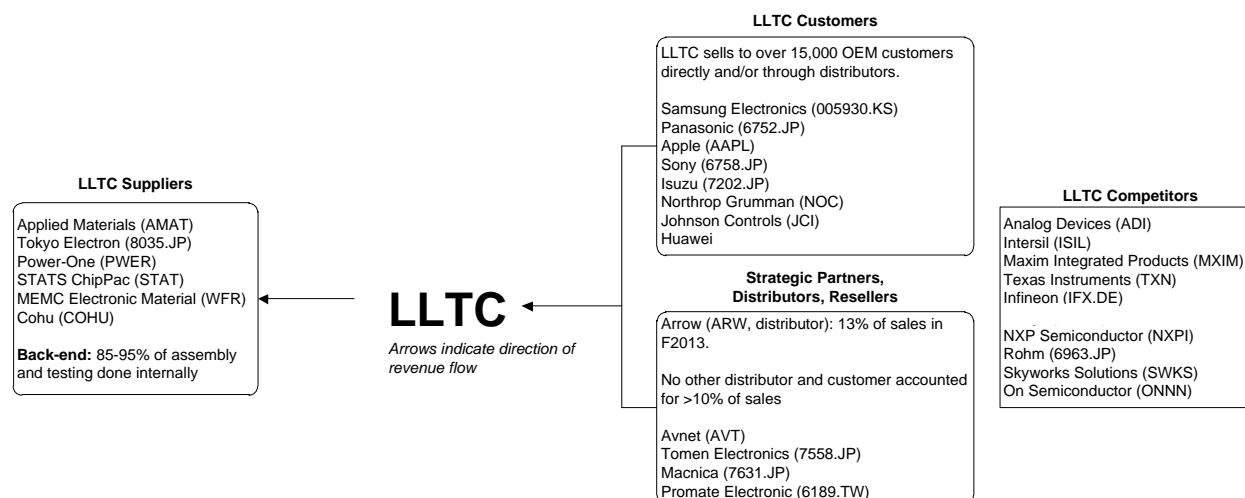 LLTC Customers
LLTC sells to over 15,000 OEM customers
directly and/or through distributors.
Samsung Electronics (005930.KS)
Panasonic (6752.JP)
Apple (AAPL)
Sony (6758.JP)
Isuzu (7202.JP)
Northrop Grumman (NOC)
Johnson Controls (JCI)
Huawei
LLTC Suppliers
Applied Materials (AMAT)
Tokyo Electron (8035.JP)
Power-One (PWER)
STATS ChipPac (STAT)
MEMC Electronic Material (WFR)
Cohu (COHU)
Back-end: 85-95% of assembly
and testing done internally
LLTC
Arrows indicate direction of
revenue flow
Strategic Partners,
Distributors, Resellers
Arrow (ARW, distributor): 13% of sales in
F2013.
No other distributor and customer accounted
for >10% of sales
Avnet (AVT)
Tomen Electronics (7558.JP)
Macnica (7631.JP)
Promate Electronic (6189.TW)
LLTC Competitors
Analog Devices (ADI)
Intersil (ISIL)
Maxim Integrated Products (MXIM)
Texas Instruments (TXN)
Infineon (IFX.DE)
NXP Semiconductor (NXPI)
Rohm (6963.JP)
Skyworks Solutions (SWKS)
On Semiconductor (ONNN)